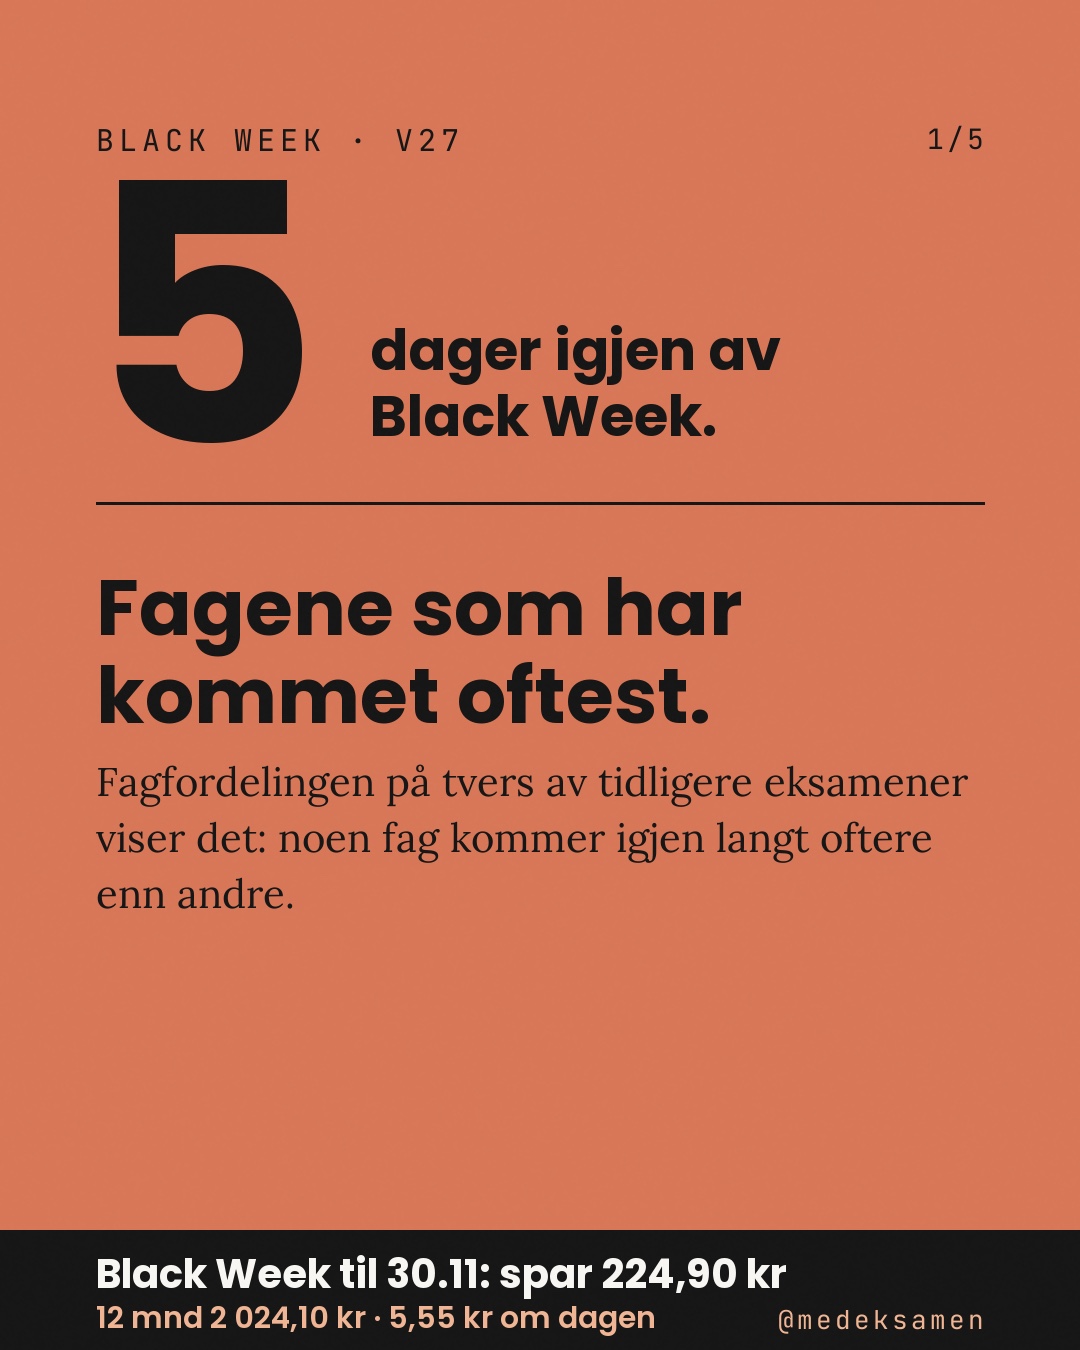 BLACK WEEK · V27
1/5
5
dager igjen av
Black Week.
Fagene som har
kommet oftest.
Fagfordelingen på tvers av tidligere eksamener
viser det: noen fag kommer igjen langt oftere
enn andre.
Black Week til 30.11: spar 224,90 kr
12 mnd 2 024,10 kr · 5,55 kr om dagen
@medeksamen